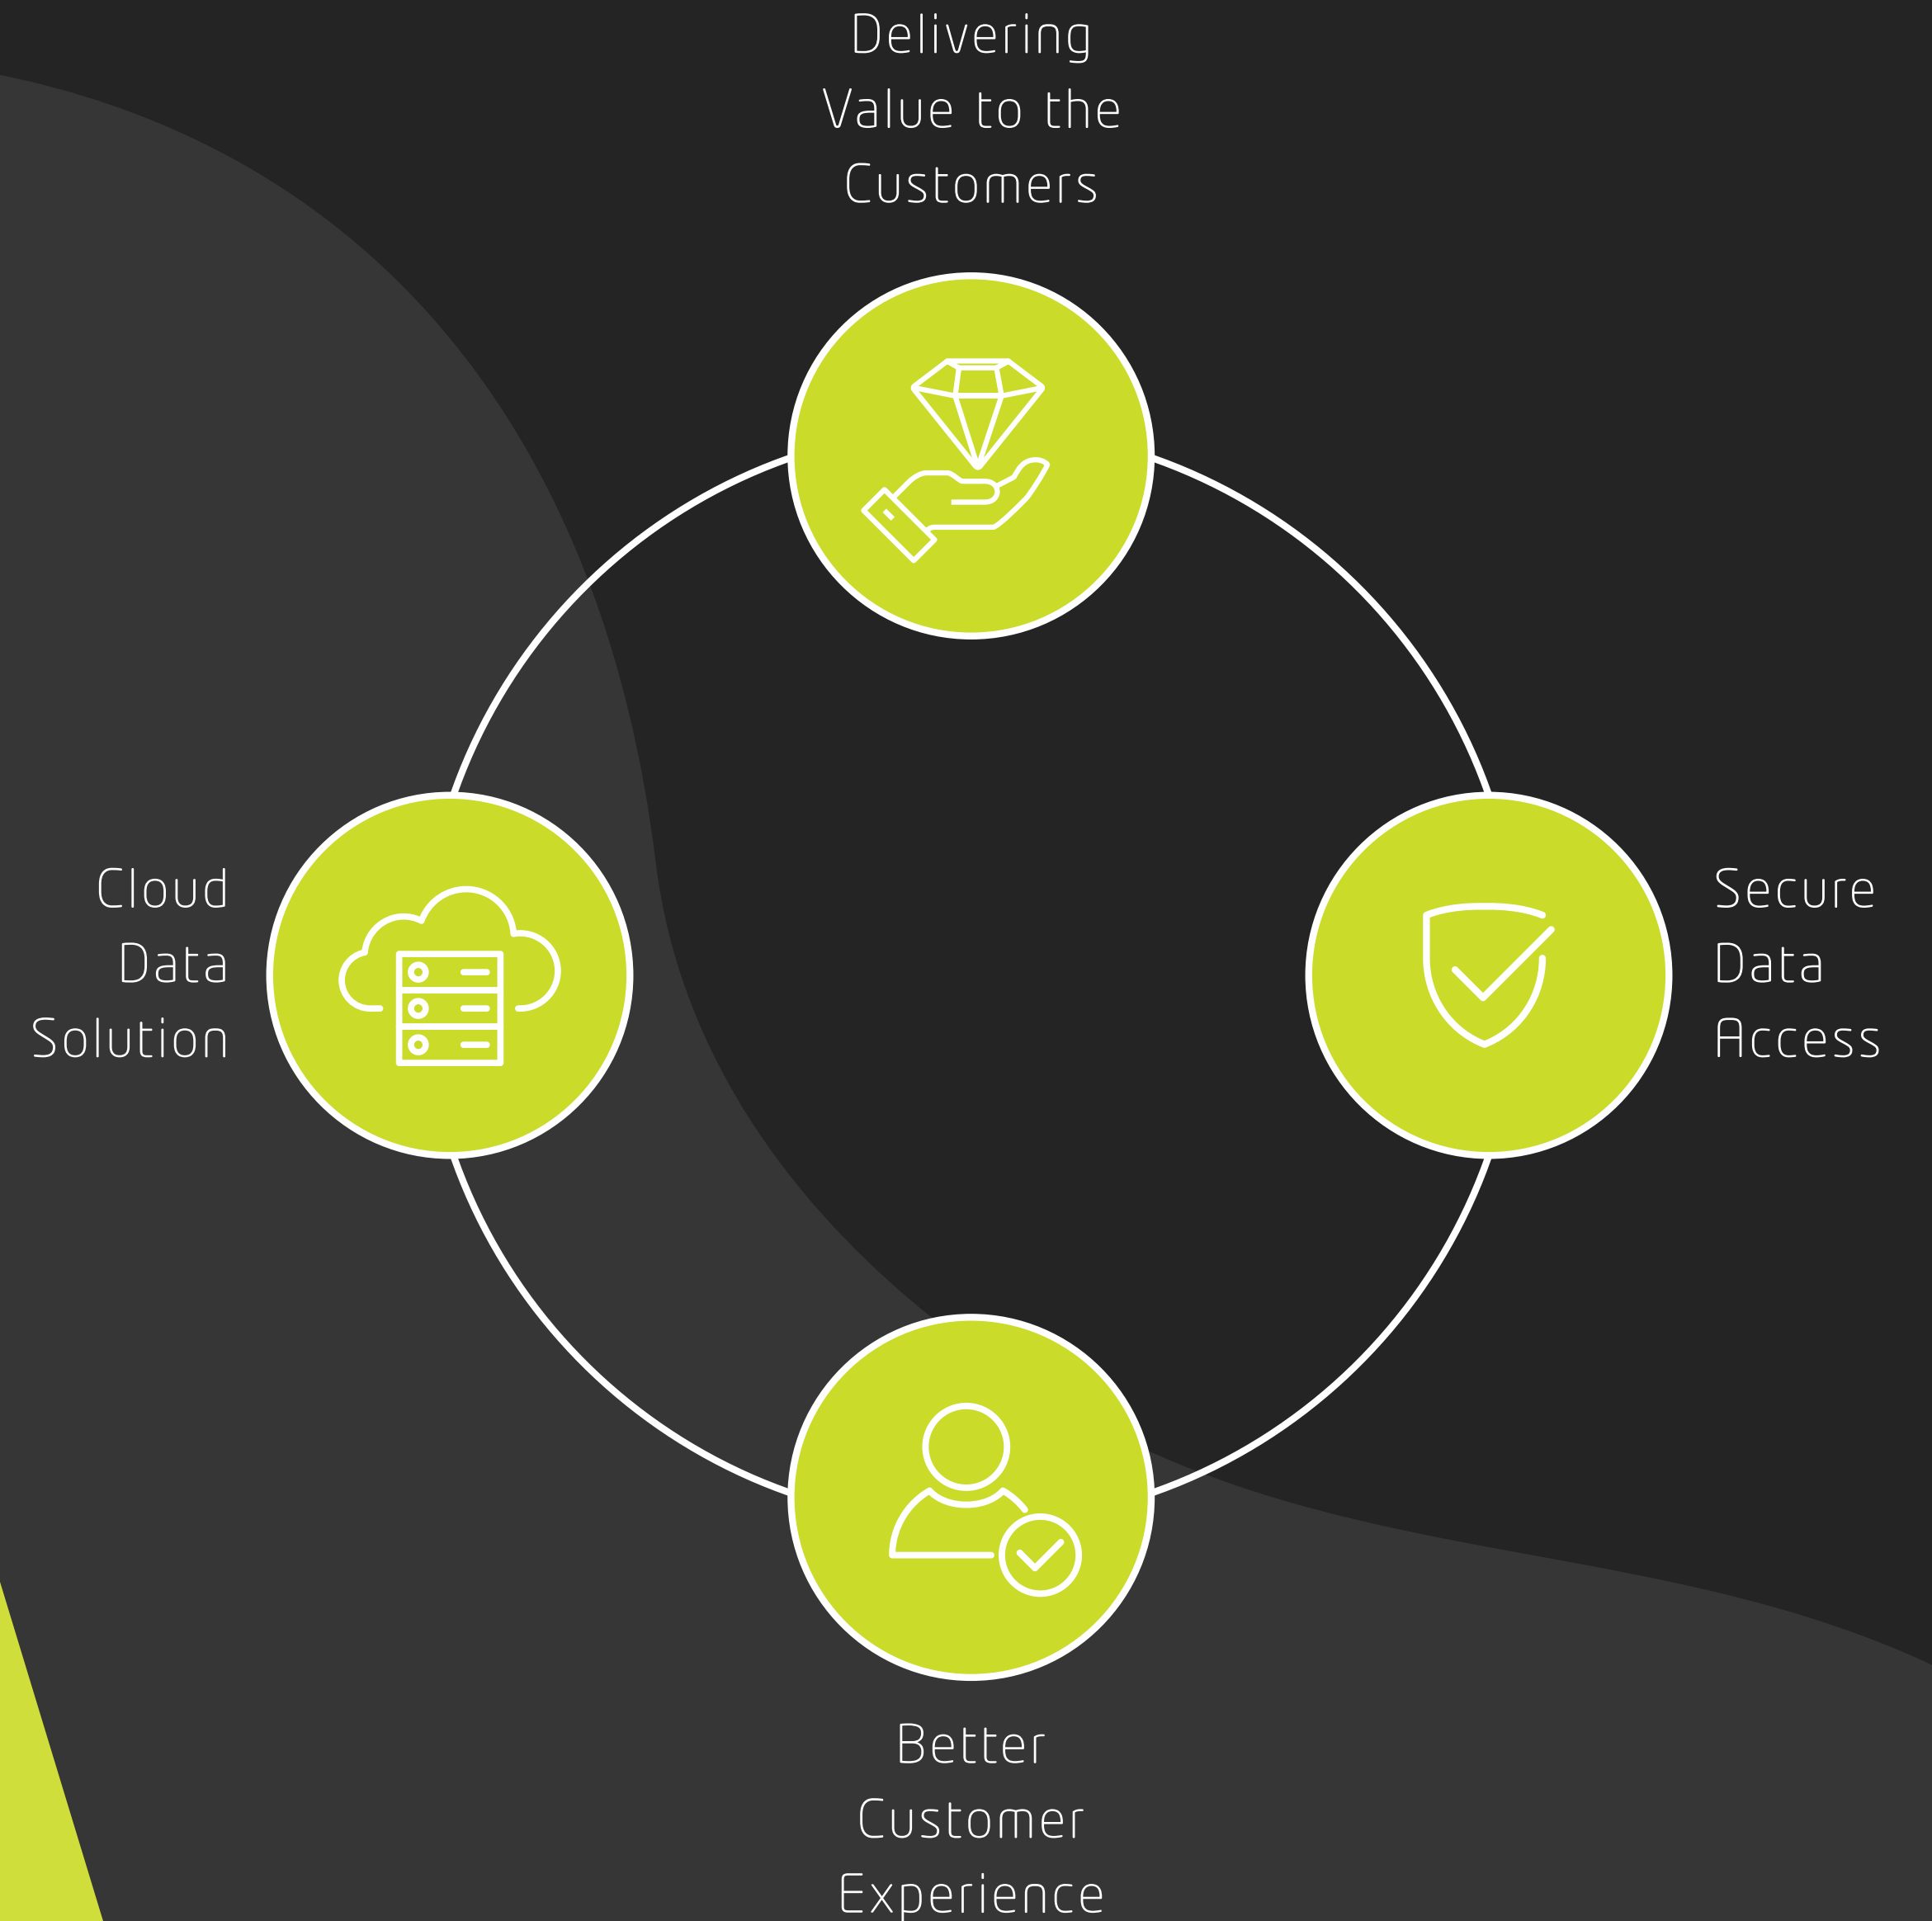 Delivering
Value to the
Customers
Cloud
Data
Solution
Secure
Data
Access
Better
Customer
Experience